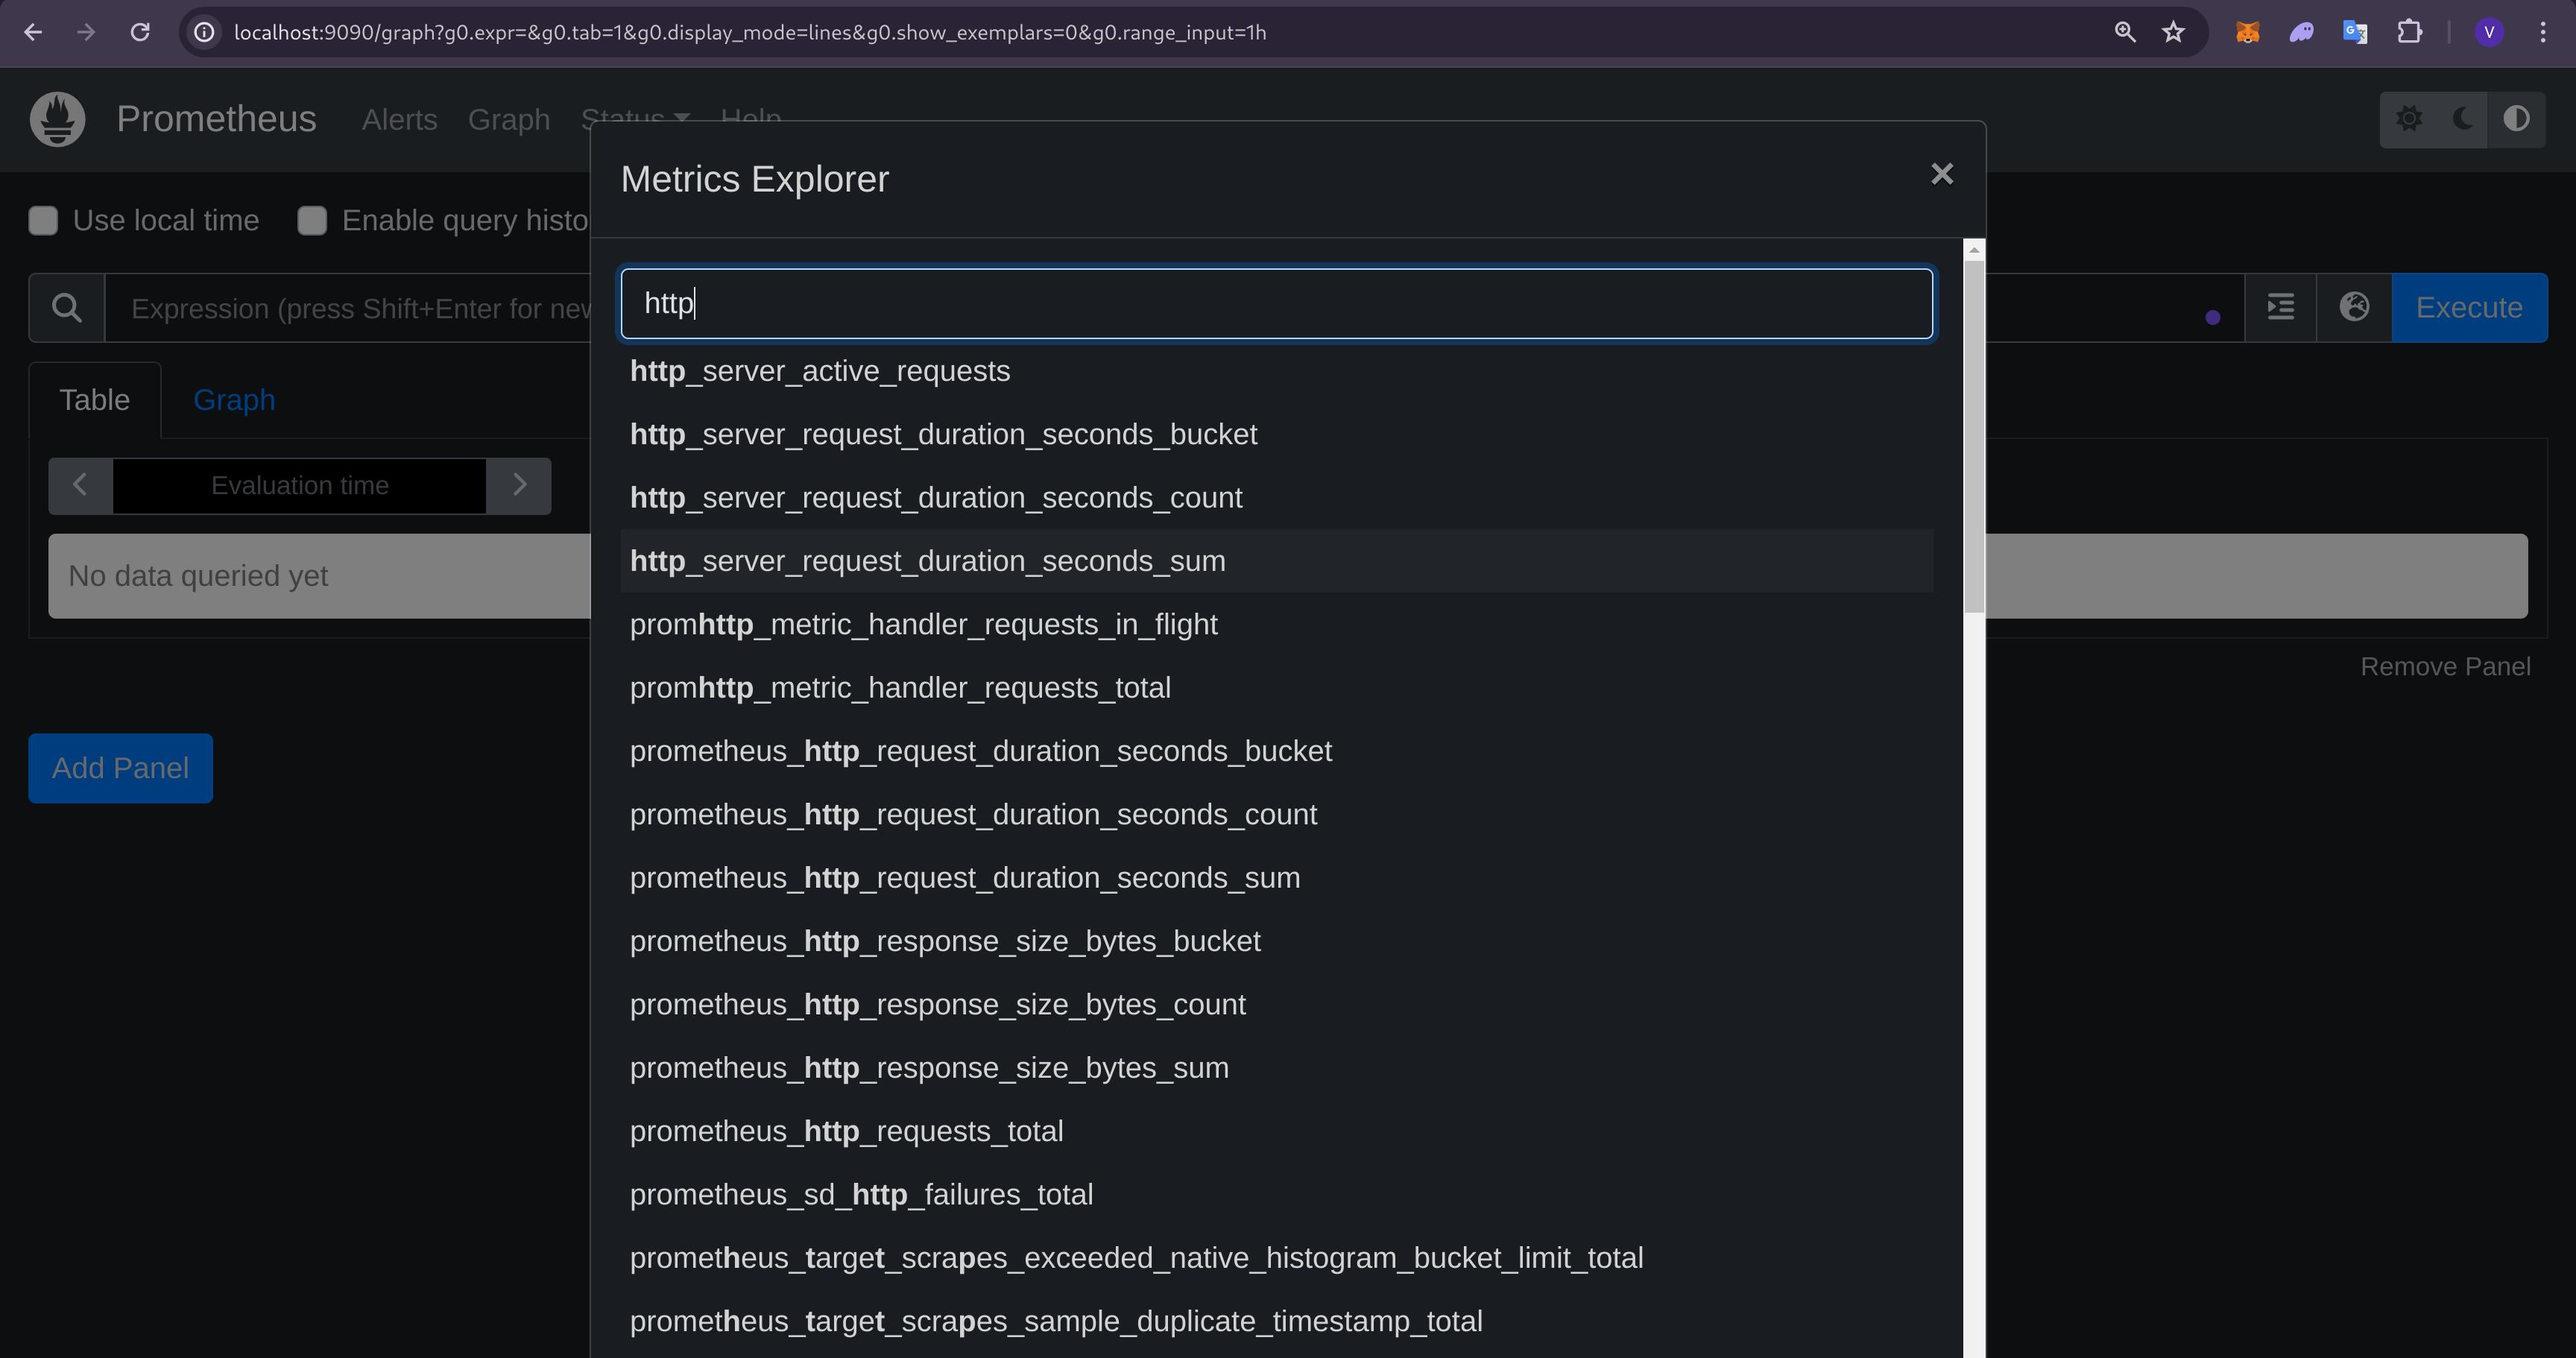 localhost:9090/graph?g0.expr=&g0.tab=1&g0.display_mode=lines&g0.show_exemplars=0&g0.range_input=1h
V
Prometheus
Alerts
Graph
Status
Help
Metrics Explorer
Use local time
Enable query histo
http
Expression (press Shift+Enter for new
Execute
http_server_active_requests
Table
Graph
http_server_request_duration_seconds_bucket
Evaluation time
http_server_request_duration_seconds_count
http_server_request_duration_seconds_sum
No data queried yet
promhttp_metric_handler_requests_in_flight
Remove Panel
promhttp_metric_handler_requests_total
prometheus_http_request_duration_seconds_bucket
Add Panel
prometheus_http_request_duration_seconds_count
prometheus_http_request_duration_seconds_sum
prometheus_http_response_size_bytes_bucket
prometheus_http_response_size_bytes_count
prometheus_http_response_size_bytes_sum
prometheus_http_requests_total
prometheus_sd_http_failures_total
prometheus_target_scrapes_exceeded_native_histogram_bucket_limit_total
prometheus_target_scrapes_sample_duplicate_timestamp_total